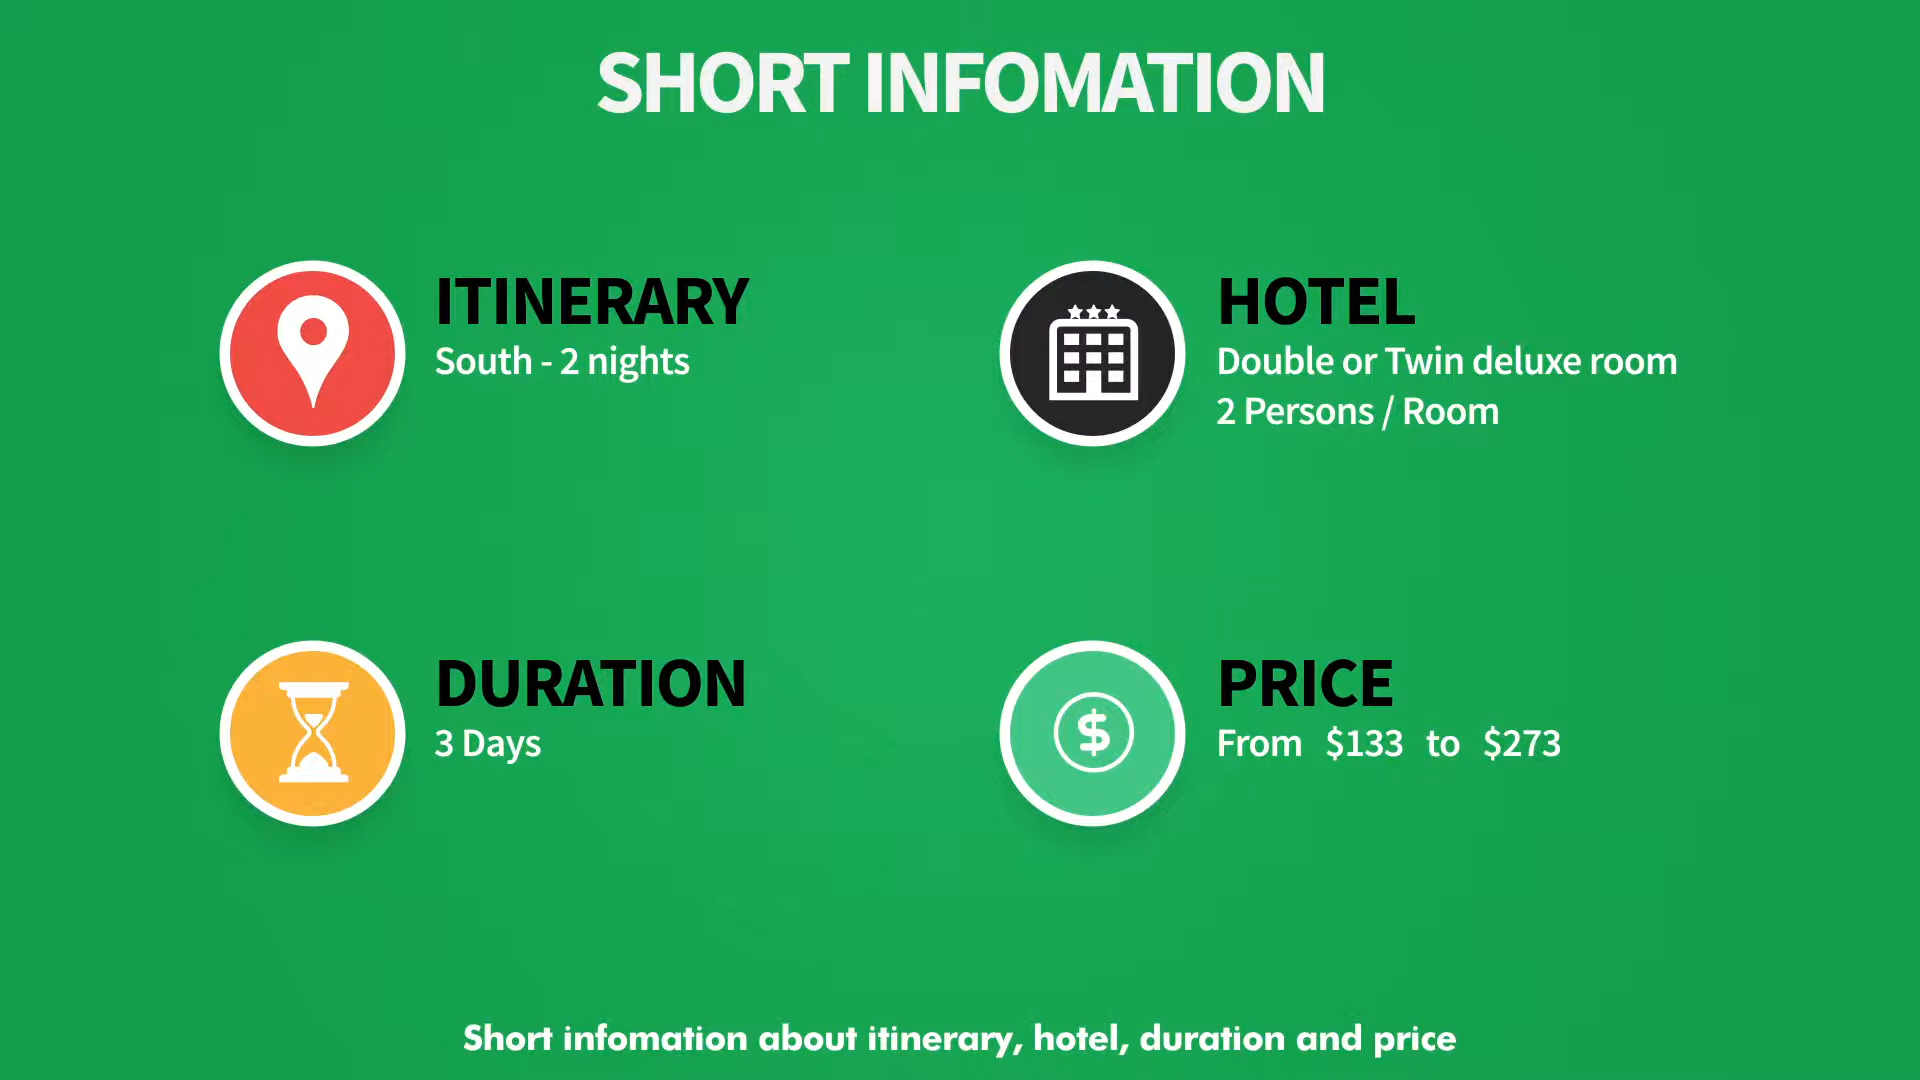 SHORT INFOMATION
ITINERARY
South - 2 nights
HOTEL
Double or Twin deluxe room
2 Persons / Room
DURATION
3 Days
PRICE
From $133 to $273
Short infomation about itinerary, hotel, duration and price